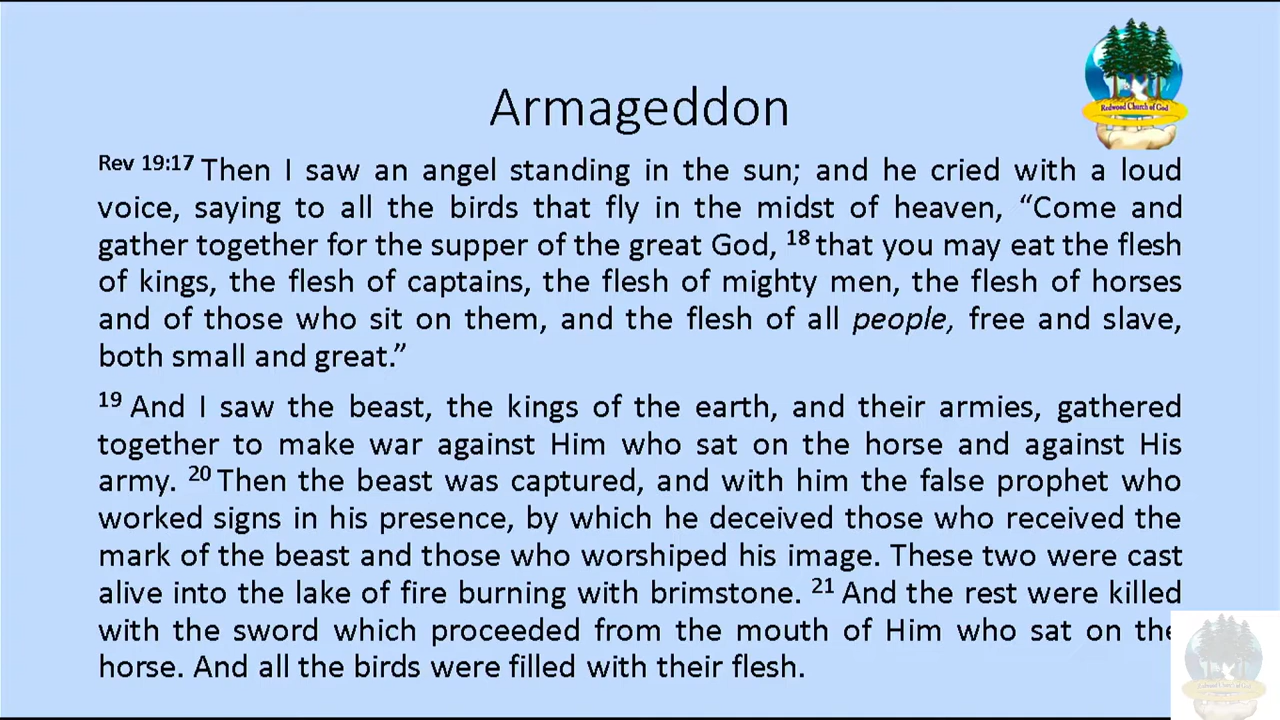 Redwood Church of God
Armageddon
Rev 19:17 Then I saw an angel standing in the sun; and he cried with a loud
voice, saying to all the birds that fly in the midst of heaven, “Come and
gather together for the supper of the great God, 18 that you may eat the flesh
of kings, the flesh of captains, the flesh of mighty men, the flesh of horses
and of those who sit on them, and the flesh of all people, free and slave,
both small and great.”
19 And I saw the beast, the kings of the earth, and their armies, gathered
together to make war against Him who sat on the horse and against His
army. 20 Then the beast was captured, and with him the false prophet who
worked signs in his presence, by which he deceived those who received the
mark of the beast and those who worshiped his image. These two were cast
alive into the lake of fire burning with brimstone. 21 And the rest were killed
with the sword which proceeded from the mouth of Him who sat on the
horse. And all the birds were filled with their flesh.
Redwood Church of God